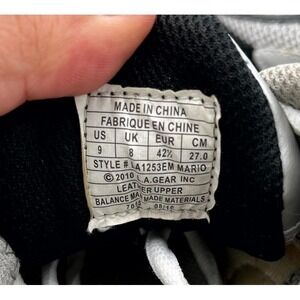 MADE IN CHINA
FABRIQUE EN CHINE
US UK EUR CM
9 8 42½ 27.0
STYLE # LA1253EM MARIO
©2010 L.A.GEAR INC
LEATHER UPPER
BALANCE MAN MADE MATERIALS